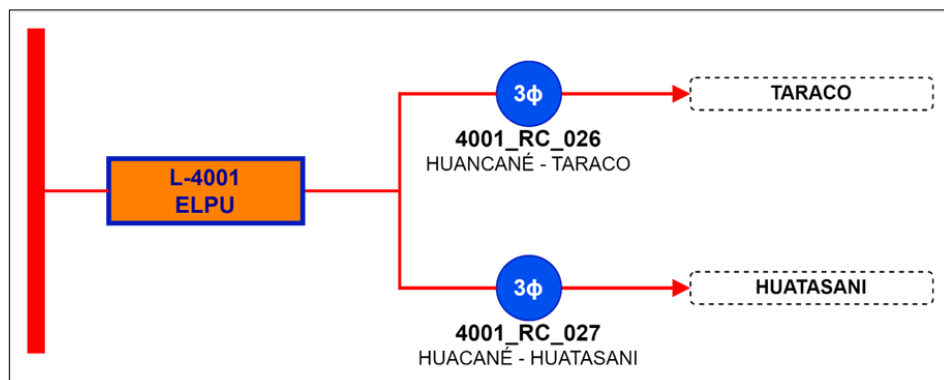 L-4001
ELPU
3ϕ
4001_RC_026
HUANCANÉ - TARACO
TARACO
3ϕ
4001_RC_027
HUACANÉ - HUATASANI
HUATASANI